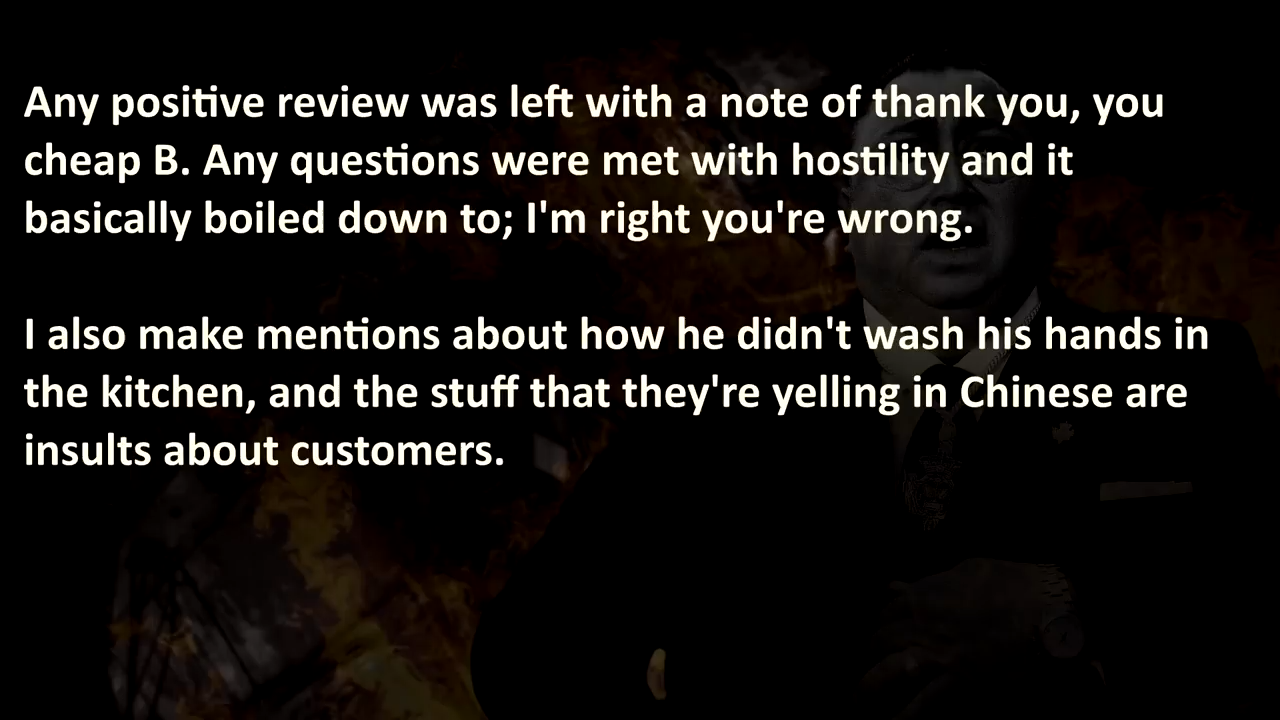 Any positive review was left with a note of thank you, you
cheap B. Any questions were met with hostility and it
basically boiled down to; I'm right you're wrong.
I also make mentions about how he didn't wash his hands in
the kitchen, and the stuff that they're yelling in Chinese are
insults about customers.